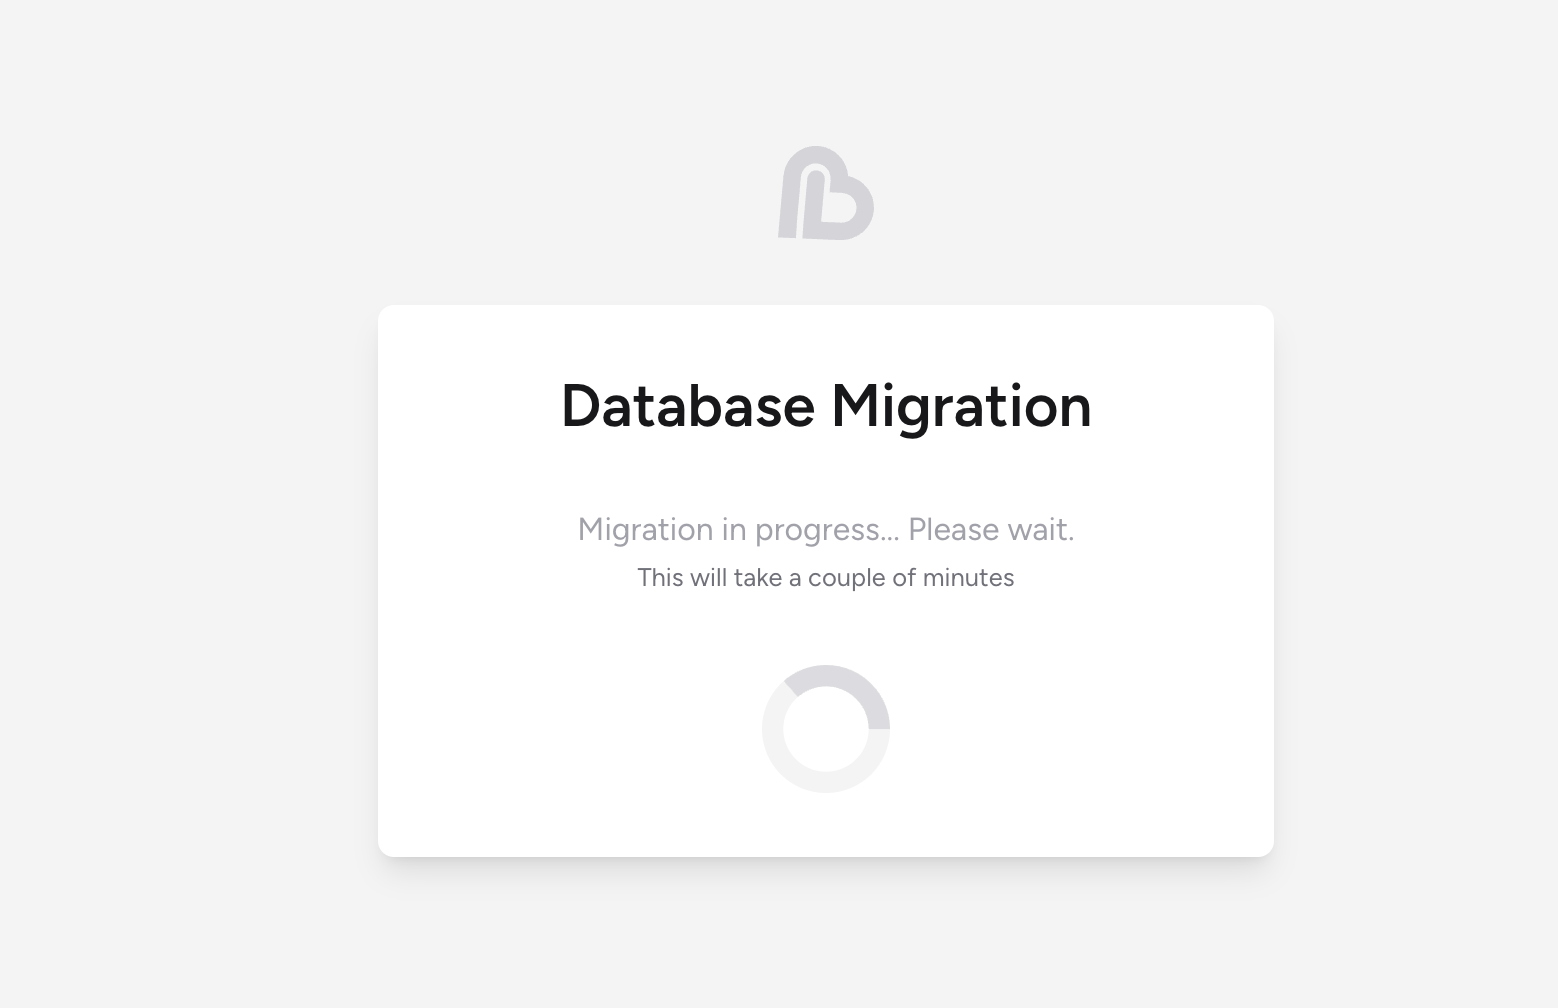 Database Migration
Migration in progress... Please wait.
This will take a couple of minutes